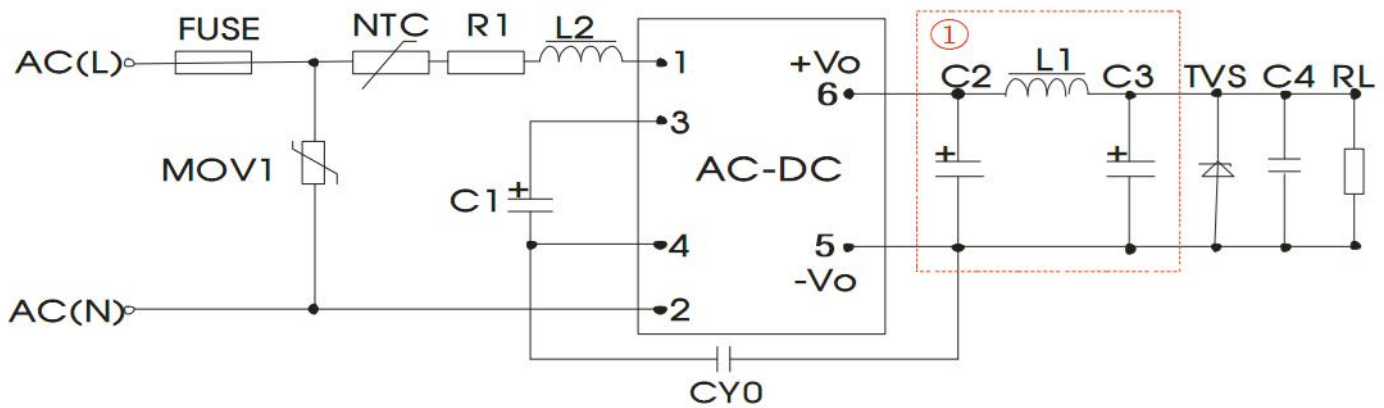 FUSE NTC R1 L2
AC(L) 1 +Vo ① C2 L1 C3 TVS C4 RL
6
3
+ + +
MOV1 AC-DC
C1 +
4 5
-Vo
AC(N) 2
CY0